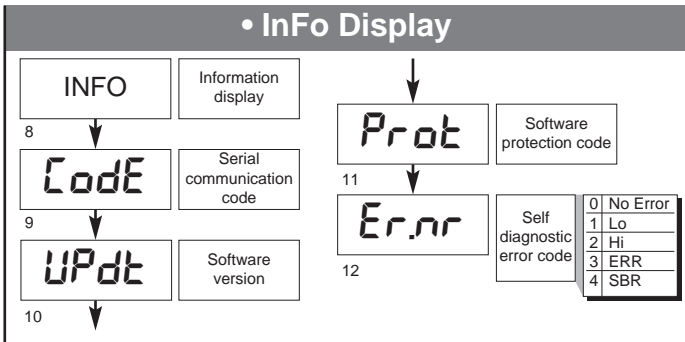 • InFo Display
INFO
Information
display
8
CodE
Serial
communication
code
9
UPdt
Software
version
10
Prot
Software
protection code
11
Er.nr
Self
diagnostic
error code
12
0 No Error
1 Lo
2 Hi
3 ERR
4 SBR